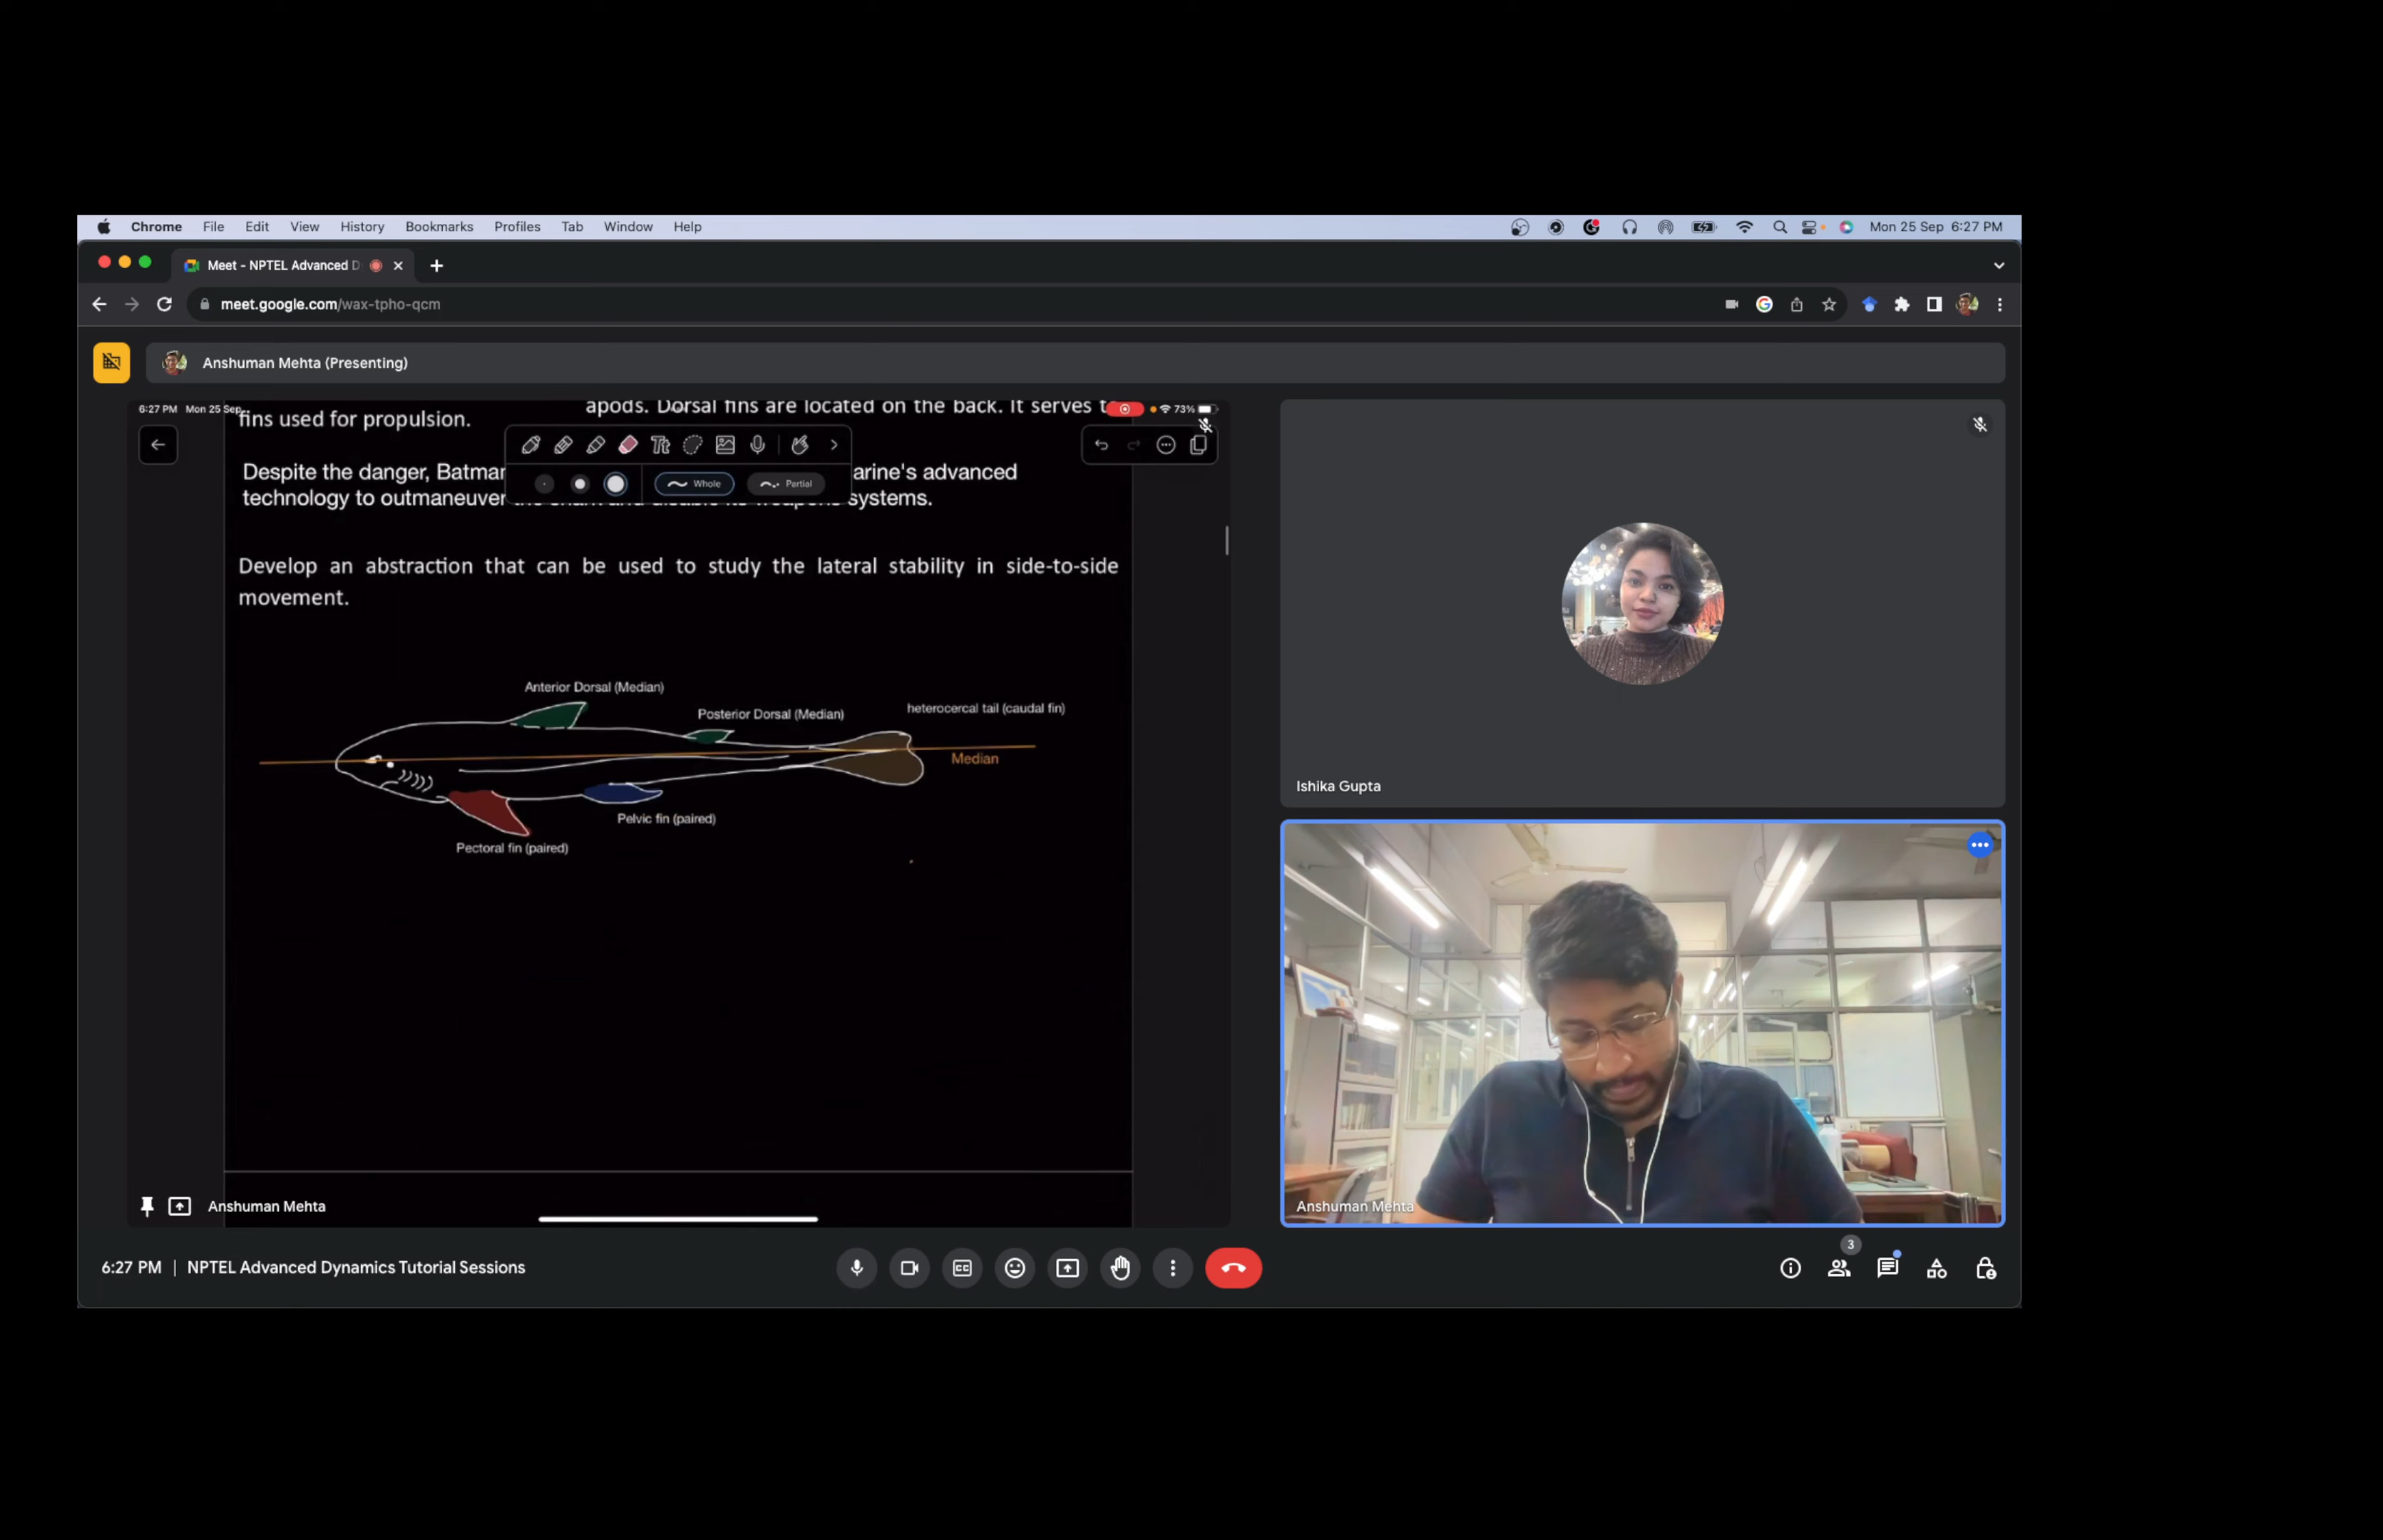 Chrome File Edit View History Bookmarks Profiles Tab Window Help Mon 25 Sep 6:27 PM
Meet - NPTEL Advanced D
meet.google.com/wax-tpho-qcm
Anshuman Mehta (Presenting)
6:27 PM Mon 25 Sep 73%
apods. Dorsal fins are located on the back. It serves
fins used for propulsion.
Despite the danger, Batman arine's advanced
technology to outmaneuver systems.
Whole Partial
Develop an abstraction that can be used to study the lateral stability in side-to-side
movement.
Anterior Dorsal (Median)
Posterior Dorsal (Median)
heterocercal tail (caudal fin)
Median
Pelvic fin (paired)
Pectoral fin (paired)
Anshuman Mehta
Ishika Gupta
Anshuman Mehta
6:27 PM | NPTEL Advanced Dynamics Tutorial Sessions
CC
3